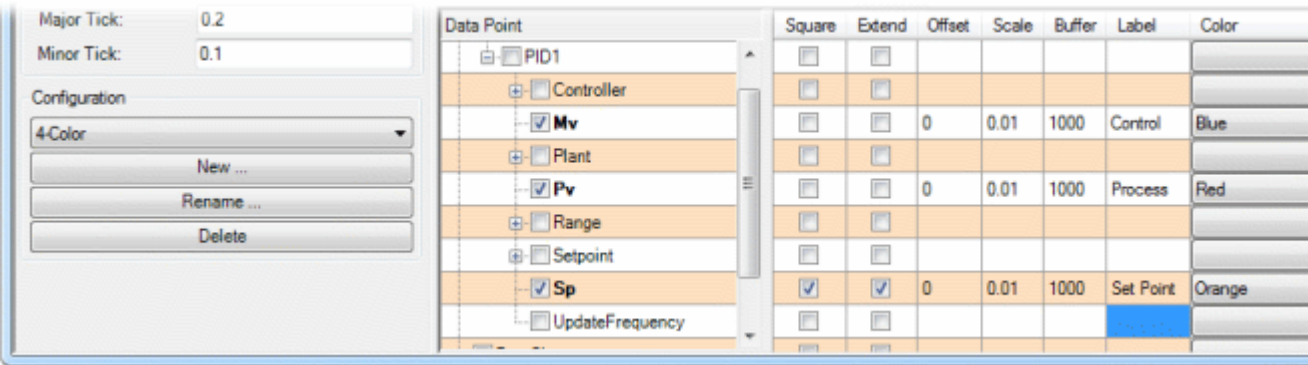 Major Tick: 0.2
Minor Tick: 0.1
Configuration
4-Color
New ...
Rename ...
Delete
Data Point Square Extend Offset Scale Buffer Label Color
PID1
Controller
Mv 0 0.01 1000 Control Blue
Plant
Pv 0 0.01 1000 Process Red
Range
Setpoint
Sp 0 0.01 1000 Set Point Orange
UpdateFrequency